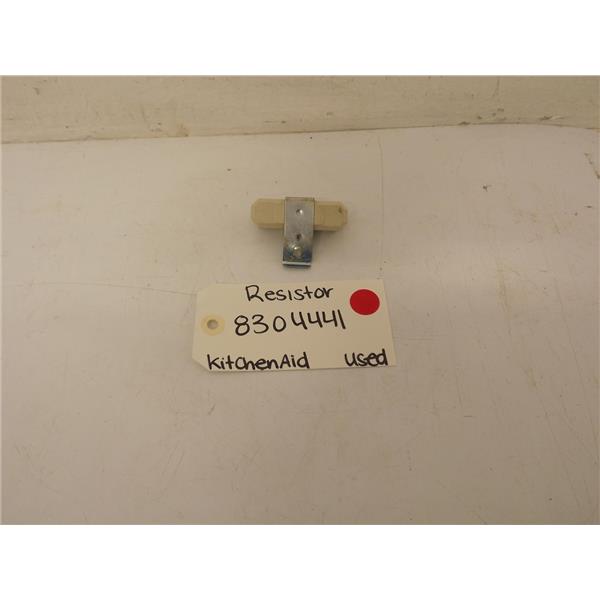 Resistor
8304441
KitchenAid used